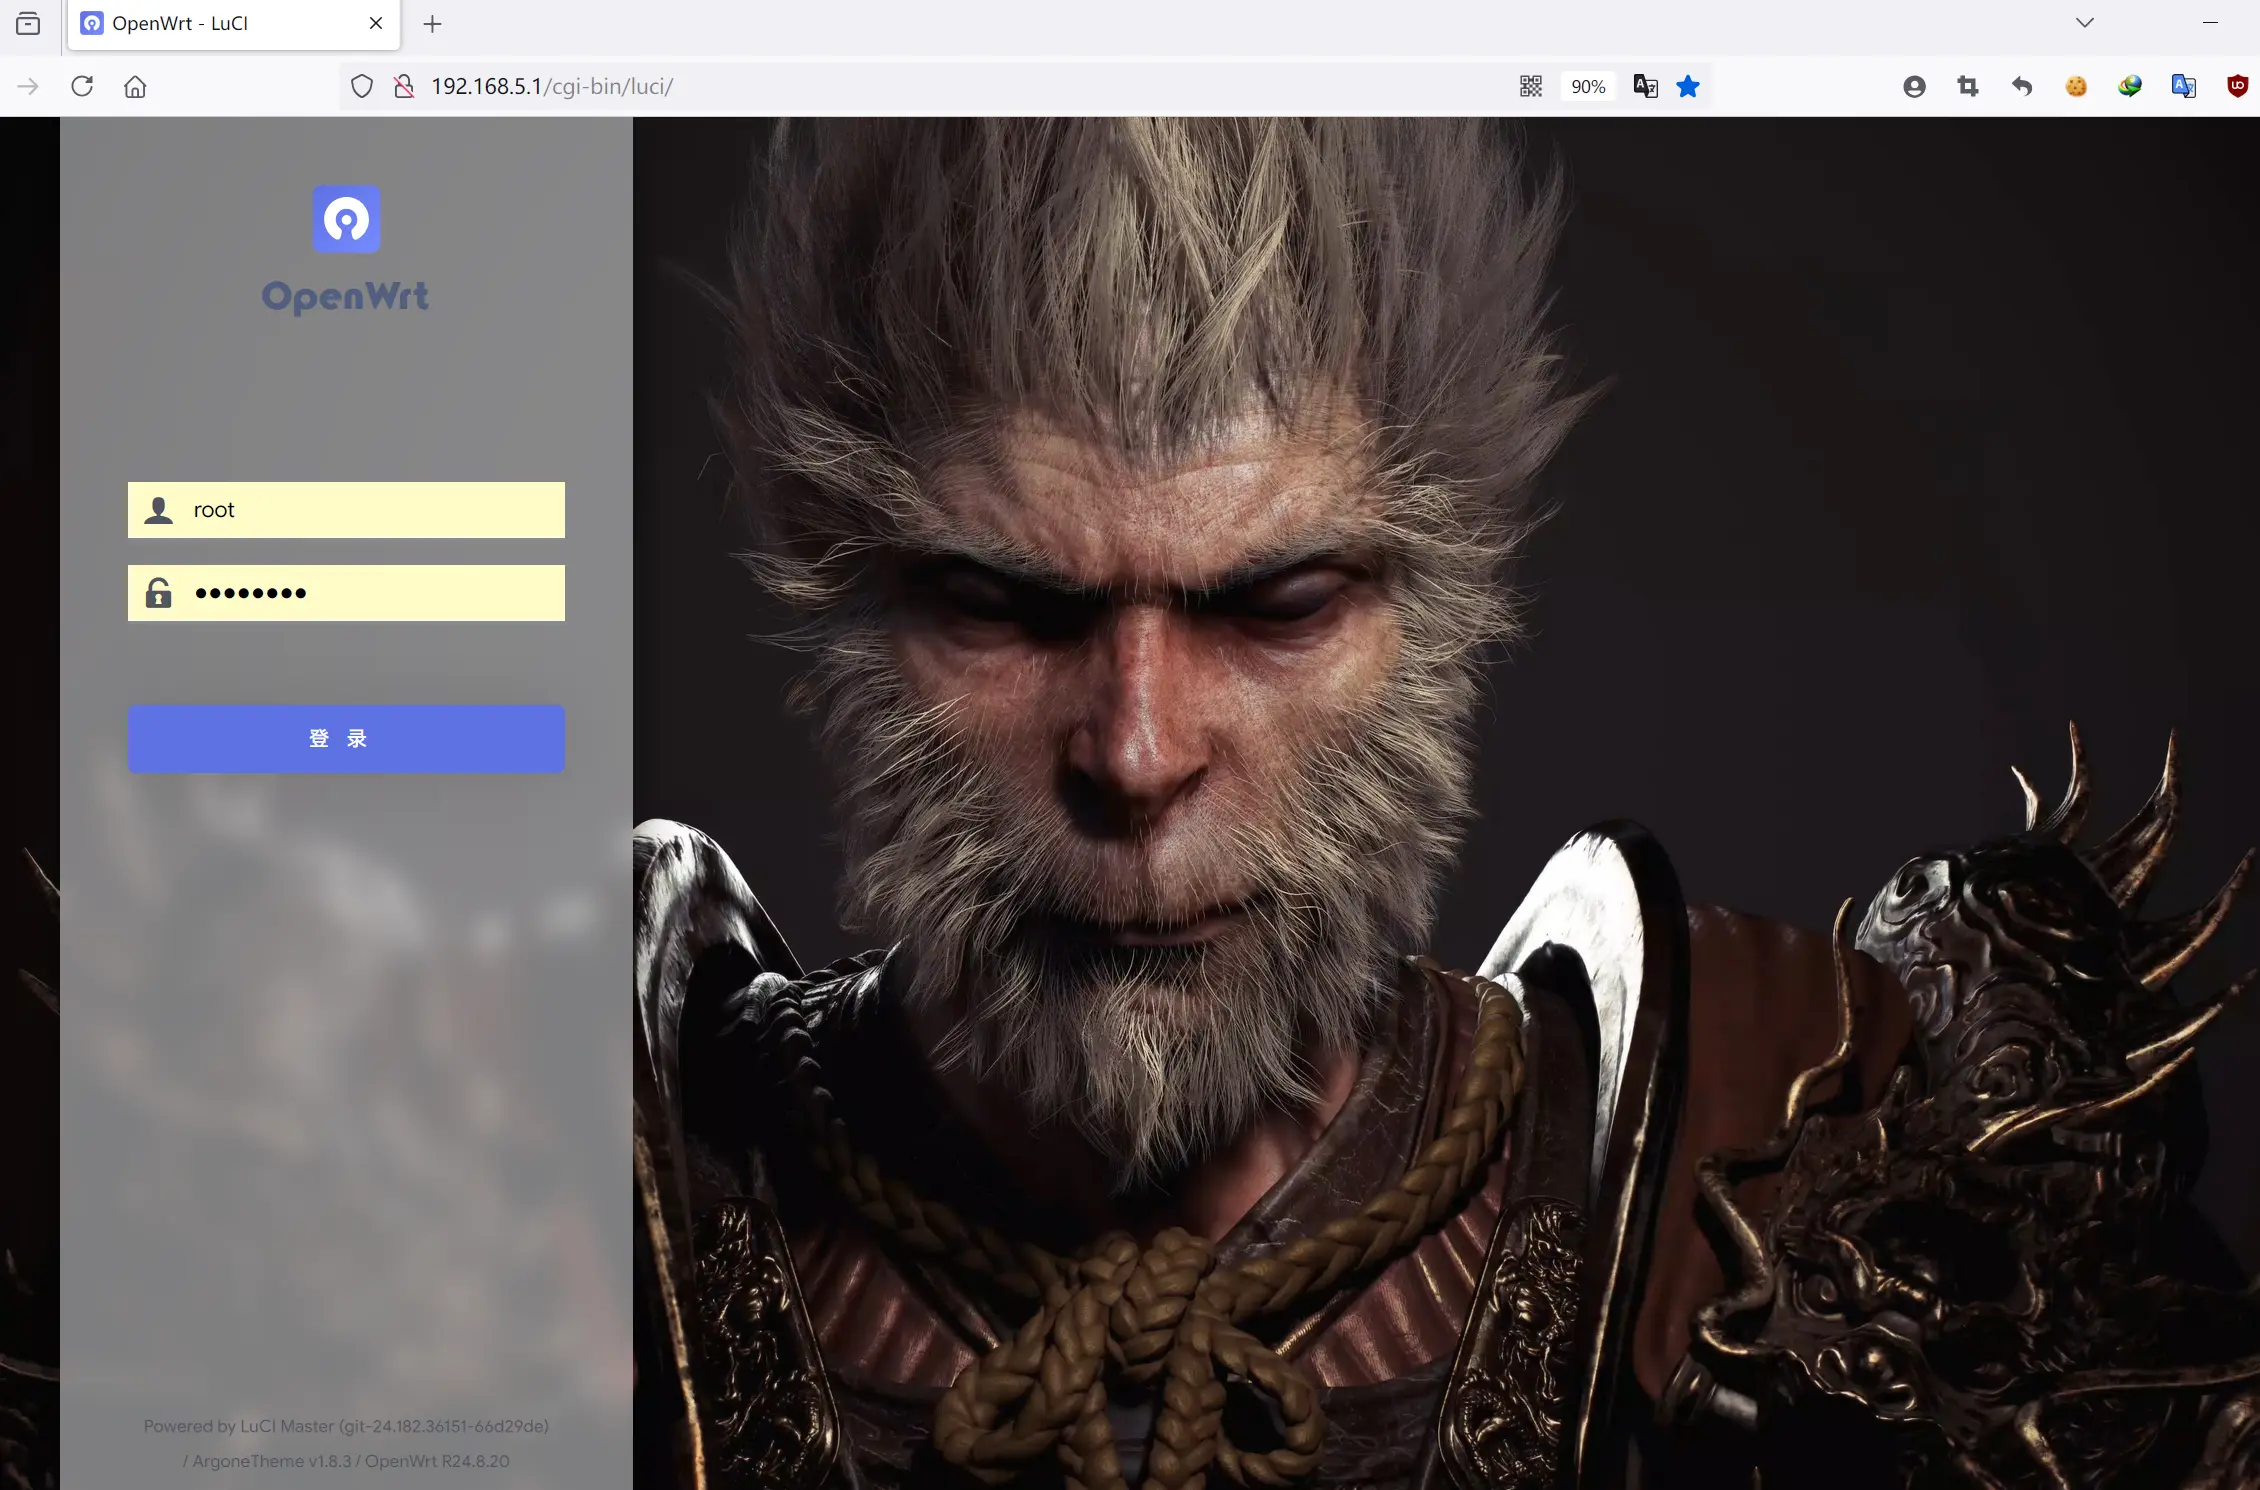 OpenWrt - LuCI
192.168.5.1/cgi-bin/luci/
90%
OpenWrt
root
登 录
Powered by LuCI Master (git-24.182.36151-66d29de)
/ ArgoneTheme v1.8.3 / OpenWrt R24.8.20